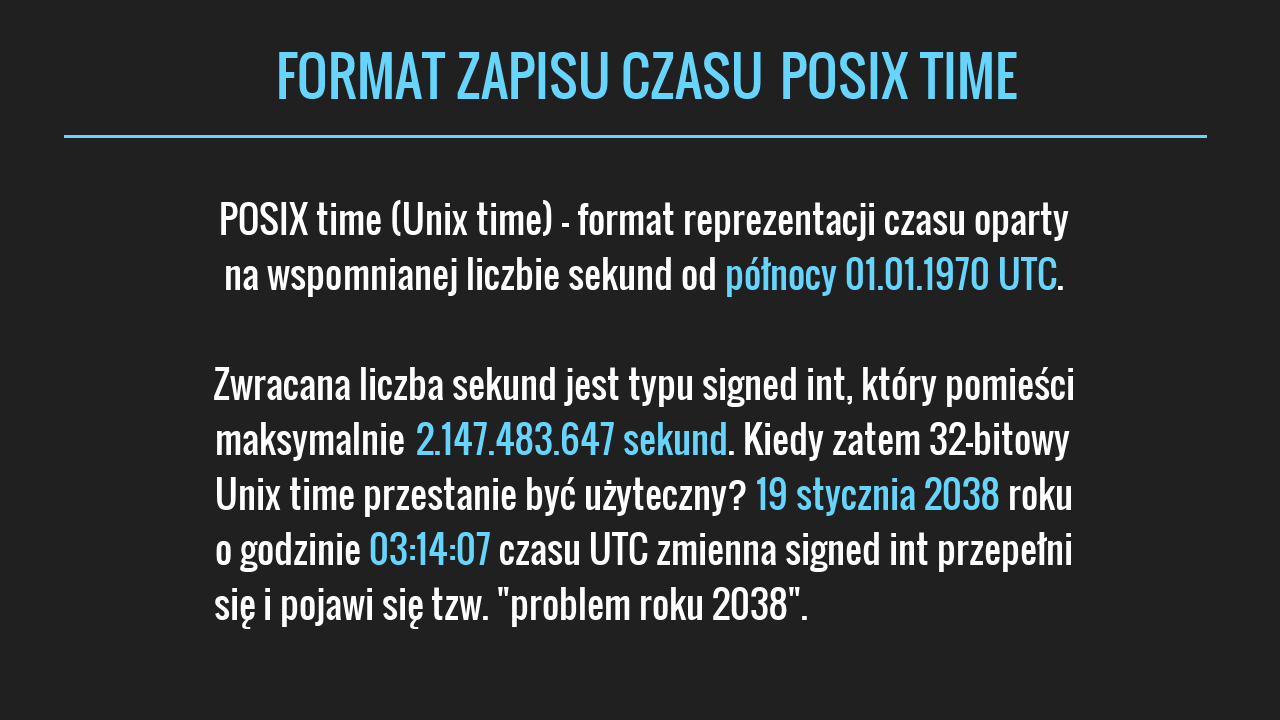 FORMAT ZAPISU CZASU POSIX TIME
POSIX time (Unix time) - format reprezentacji czasu oparty
na wspomnianej liczbie sekund od północy 01.01.1970 UTC.
Zwracana liczba sekund jest typu signed int, który pomieści
maksymalnie 2.147.483.647 sekund. Kiedy zatem 32-bitowy
Unix time przestanie być użyteczny? 19 stycznia 2038 roku
o godzinie 03:14:07 czasu UTC zmienna signed int przepełni
się i pojawi się tzw. "problem roku 2038".